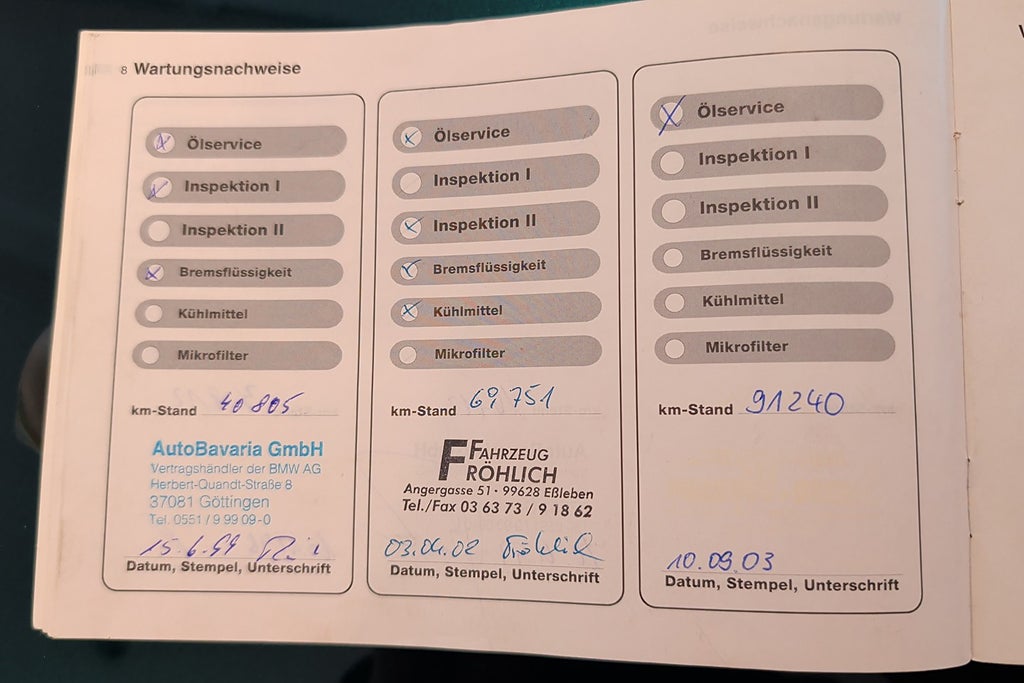 8 Wartungsnachweise
Ölservice
Inspektion I
Inspektion II
Bremsflüssigkeit
Kühlmittel
Mikrofilter
km-Stand 40 805
AutoBavaria GmbH
Vertragshändler der BMW AG
Herbert-Quandt-Straße 8
37081 Göttingen
Tel. 0551 / 9 99 09-0
15.6.99
Datum, Stempel, Unterschrift
Ölservice
Inspektion I
Inspektion II
Bremsflüssigkeit
Kühlmittel
Mikrofilter
km-Stand 69 751
FAHRZEUG
FRÖHLICH
Angergasse 51 · 99628 Eßleben
Tel./Fax 03 63 73 / 9 18 62
03.04.02 Fröhlich
Datum, Stempel, Unterschrift
Ölservice
Inspektion I
Inspektion II
Bremsflüssigkeit
Kühlmittel
Mikrofilter
km-Stand 91240
10.09.03
Datum, Stempel, Unterschrift